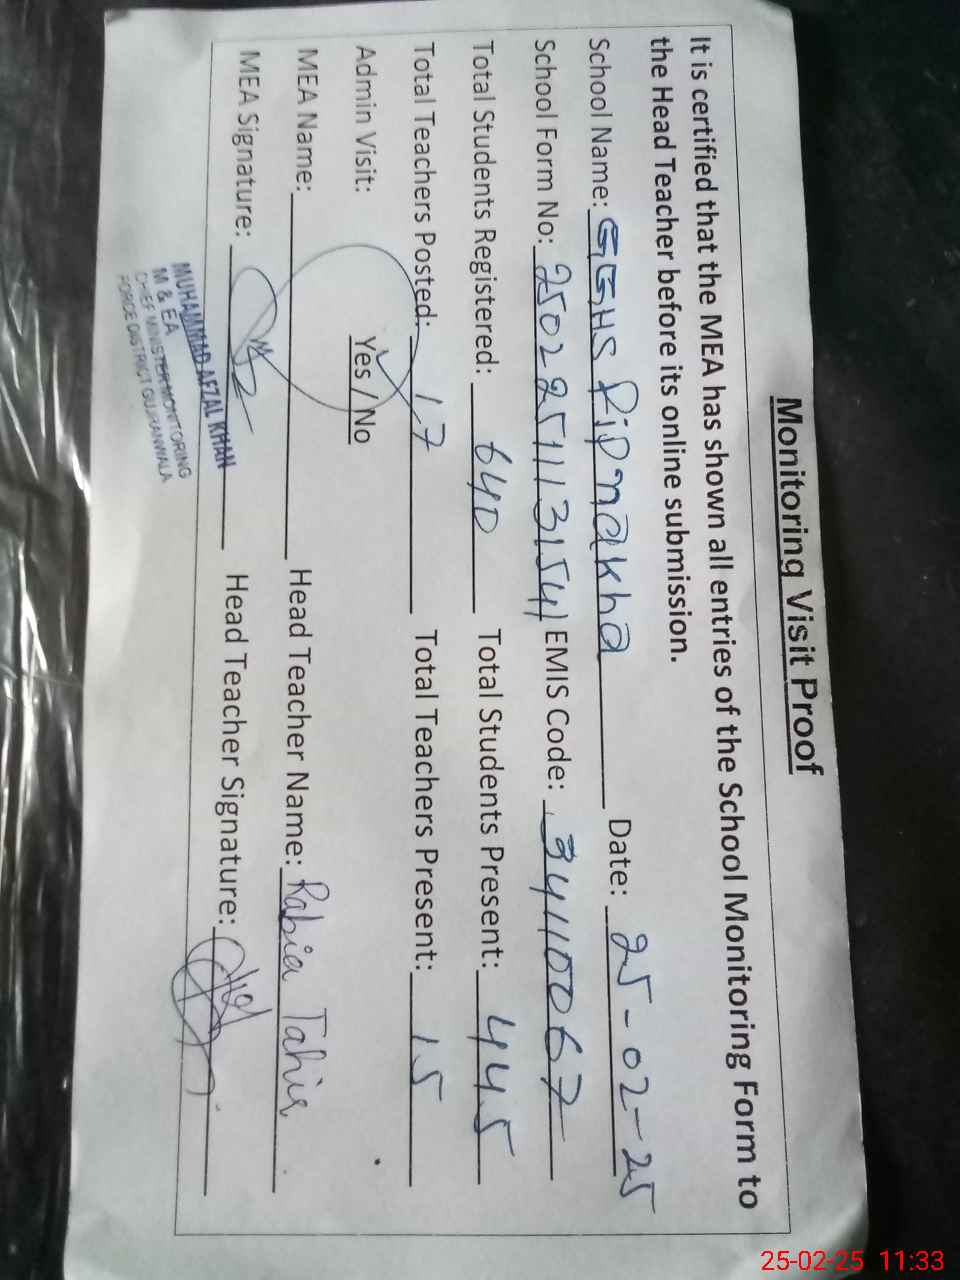 Monitoring Visit Proof
It is certified that the MEA has shown all entries of the School Monitoring Form to
the Head Teacher before its online submission.
School Name: GGHS Pipnakha Date: 25-02-25
School Form No: 25022511131541 EMIS Code: 34110067
Total Students Registered: 640 Total Students Present: 445
Total Teachers Posted: 17 Total Teachers Present: 15
Admin Visit: Yes / No
MEA Name: Head Teacher Name: Rabia Tahir
MEA Signature: Head Teacher Signature:
MUHAMMAD AFZAL KHAN
M & EA
CHIEF MINISTER MONITORING
FORCE DISTRICT GUJRANWALA
25-02-25 11:33